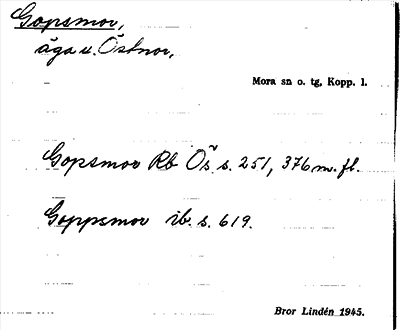 Gopsmor,
äga u. Östnor,
Mora sn o. tg, Kopp. l.
Gopsmor Rb Ös s. 251, 376 m. fl.
Goppsmor ib. s. 619.
Bror Lindén 1945.